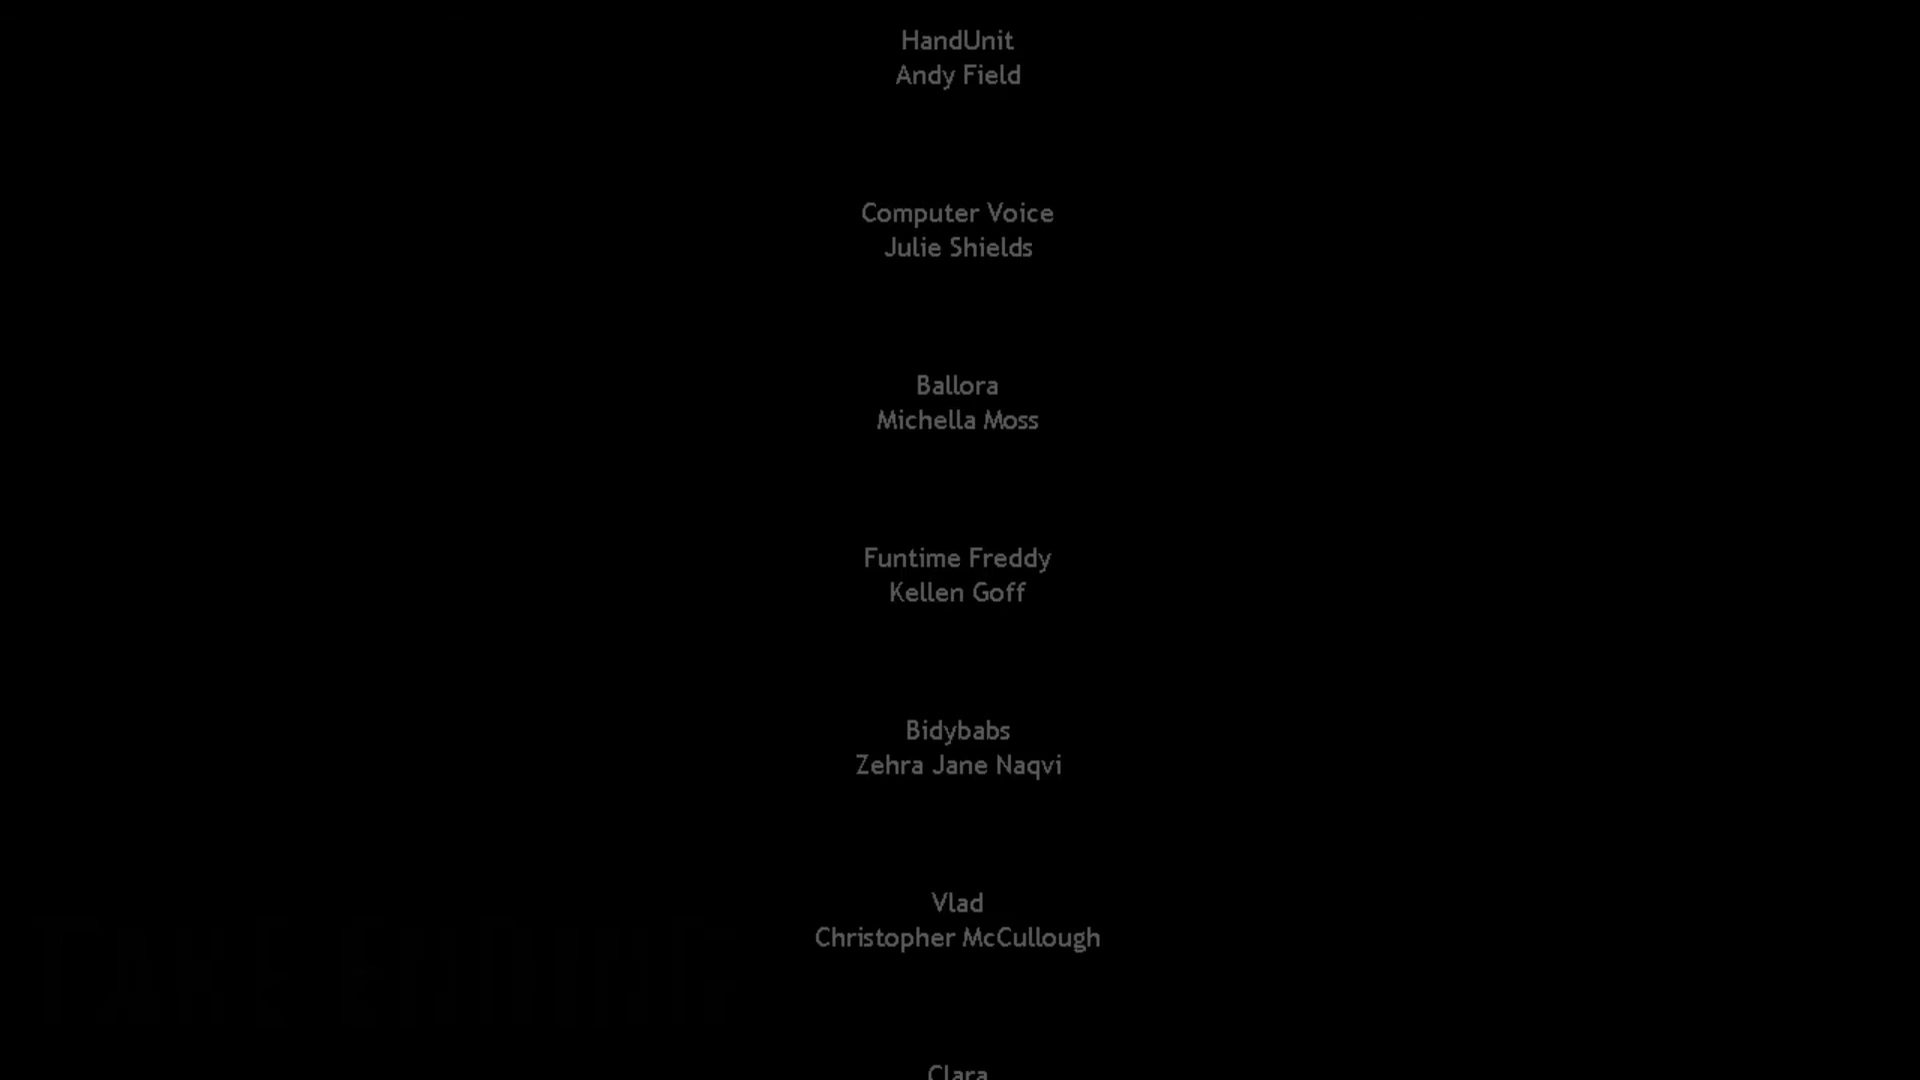 HandUnit
Andy Field
Computer Voice
Julie Shields
Ballora
Michella Moss
Funtime Freddy
Kellen Goff
Bidybabs
Zehra Jane Naqvi
Vlad
Christopher McCullough
Clara